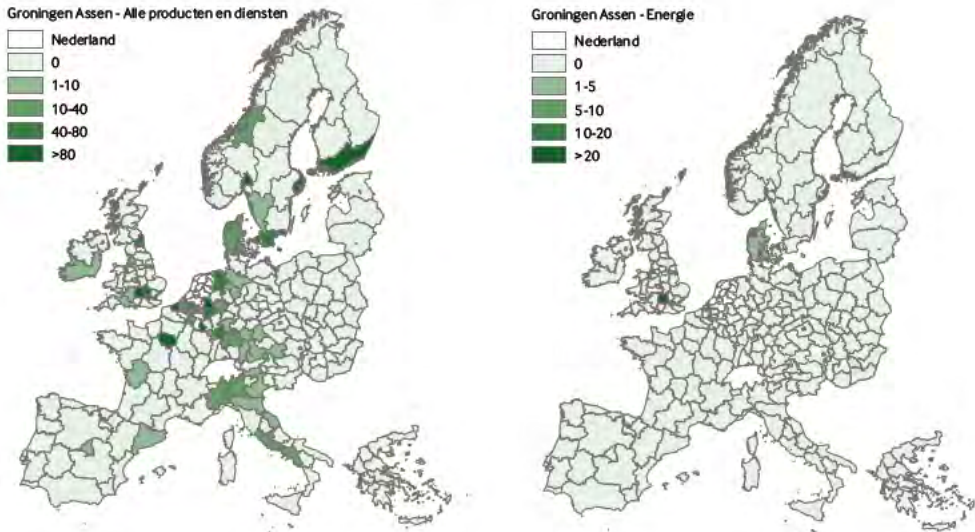 Groningen Assen - Alle producten en diensten
Nederland
0
1-10
10-40
40-80
>80
Groningen Assen - Energie
Nederland
0
1-5
5-10
10-20
>20